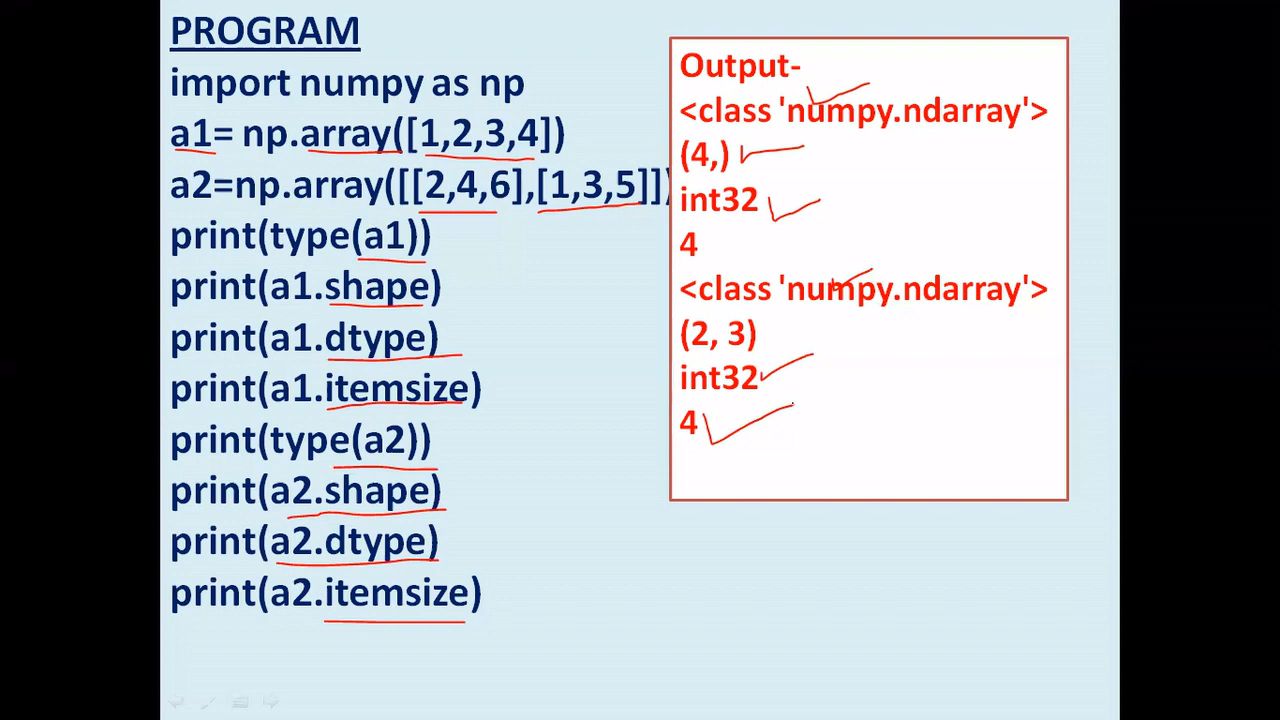 PROGRAM
import numpy as np
a1= np.array([1,2,3,4])
a2=np.array([[2,4,6],[1,3,5]])
print(type(a1))
print(a1.shape)
print(a1.dtype)
print(a1.itemsize)
print(type(a2))
print(a2.shape)
print(a2.dtype)
print(a2.itemsize)
Output-
<class 'numpy.ndarray'>
(4,)
int32
4
<class 'numpy.ndarray'>
(2, 3)
int32
4